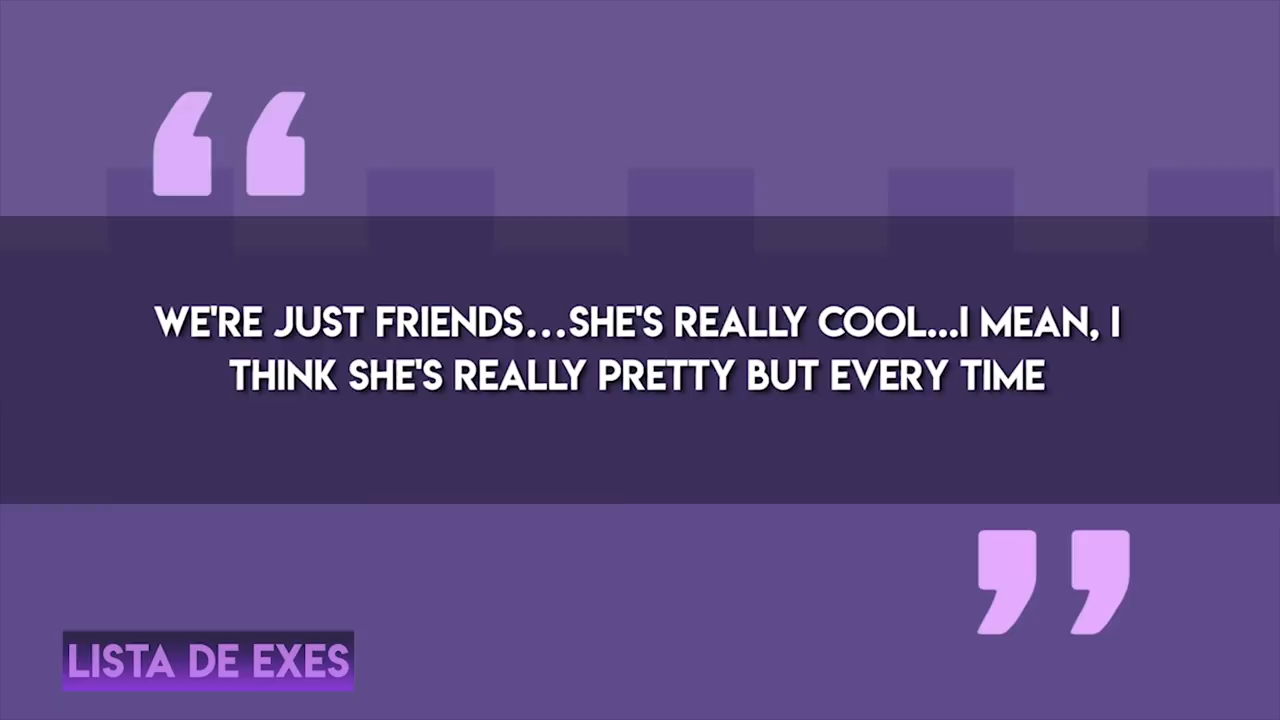 WE'RE JUST FRIENDS...SHE'S REALLY COOL...I MEAN, I
THINK SHE'S REALLY PRETTY BUT EVERY TIME
LISTA DE EXES